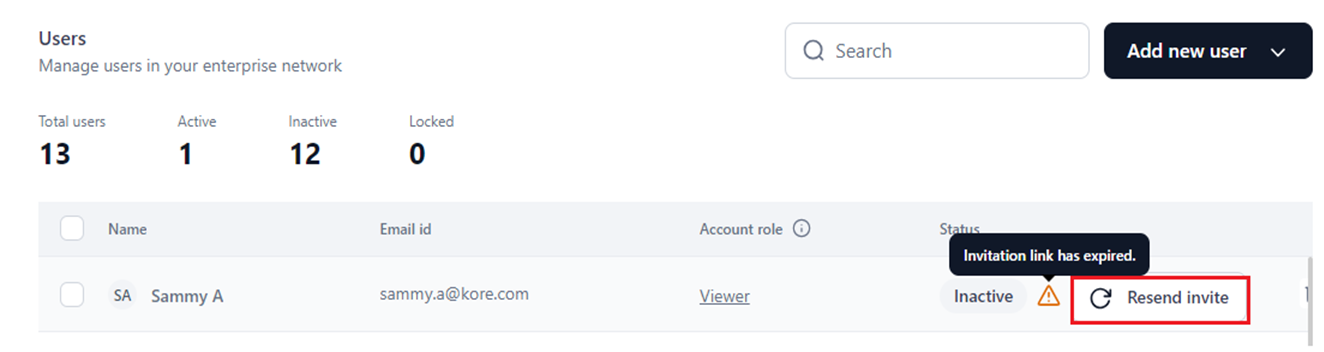 Users
Manage users in your enterprise network
Search
Add new user
Total users Active Inactive Locked
13 1 12 0
Name Email id Account role Status
Invitation link has expired.
SA Sammy A sammy.a@kore.com Viewer Inactive Resend invite